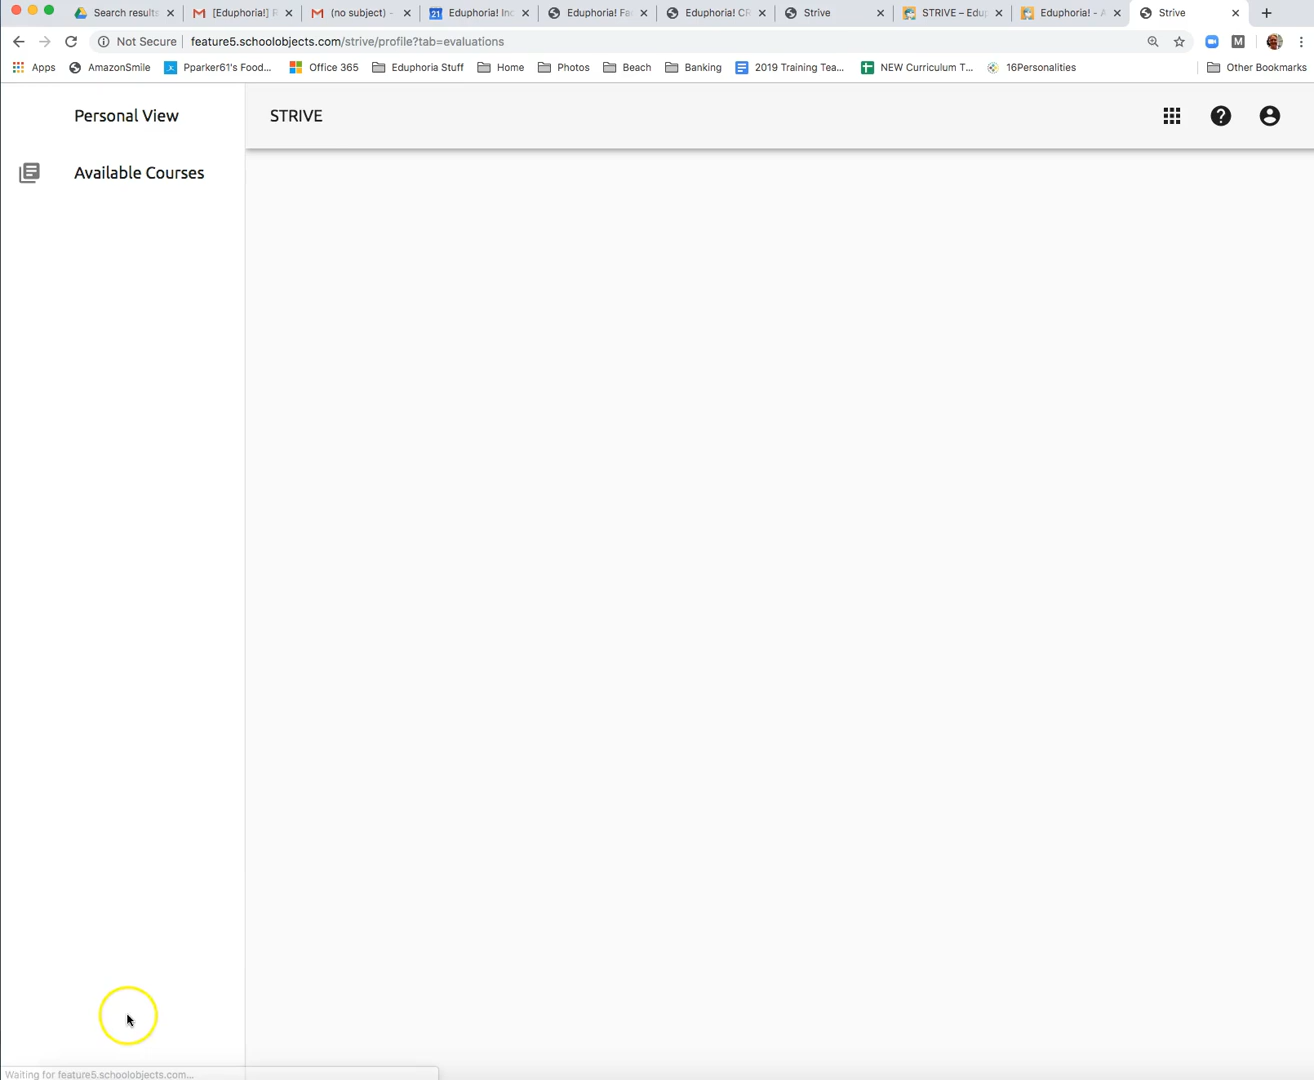 Search results
[Eduphoria!] R
(no subject) -
21 Eduphoria! Inc
Eduphoria! Fa
Eduphoria! CR
Strive
STRIVE – Edup
Eduphoria! - A
Strive
Not Secure feature5.schoolobjects.com/strive/profile?tab=evaluations
M
Apps
AmazonSmile
Pparker61's Food...
Office 365
Eduphoria Stuff
Home
Photos
Beach
Banking
2019 Training Tea...
NEW Curriculum T...
16Personalities
Other Bookmarks
Personal View
STRIVE
Available Courses
Waiting for feature5.schoolobjects.com...